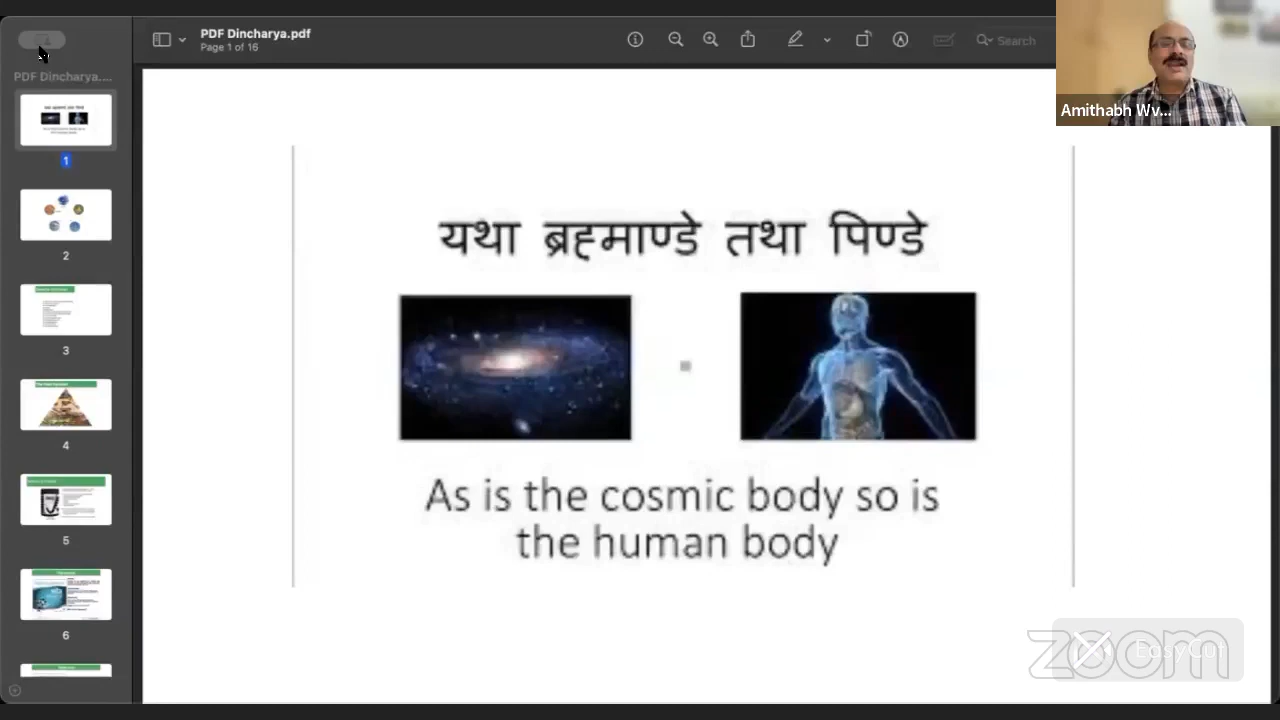 PDF Dincharya.pdf
Page 1 of 16
Search
PDF Dincharya....
1
2
3
4
5
6
यथा ब्रह्माण्डे तथा पिण्डे
As is the cosmic body so is
the human body
Amithabh Wv...
zoom
EasyCut